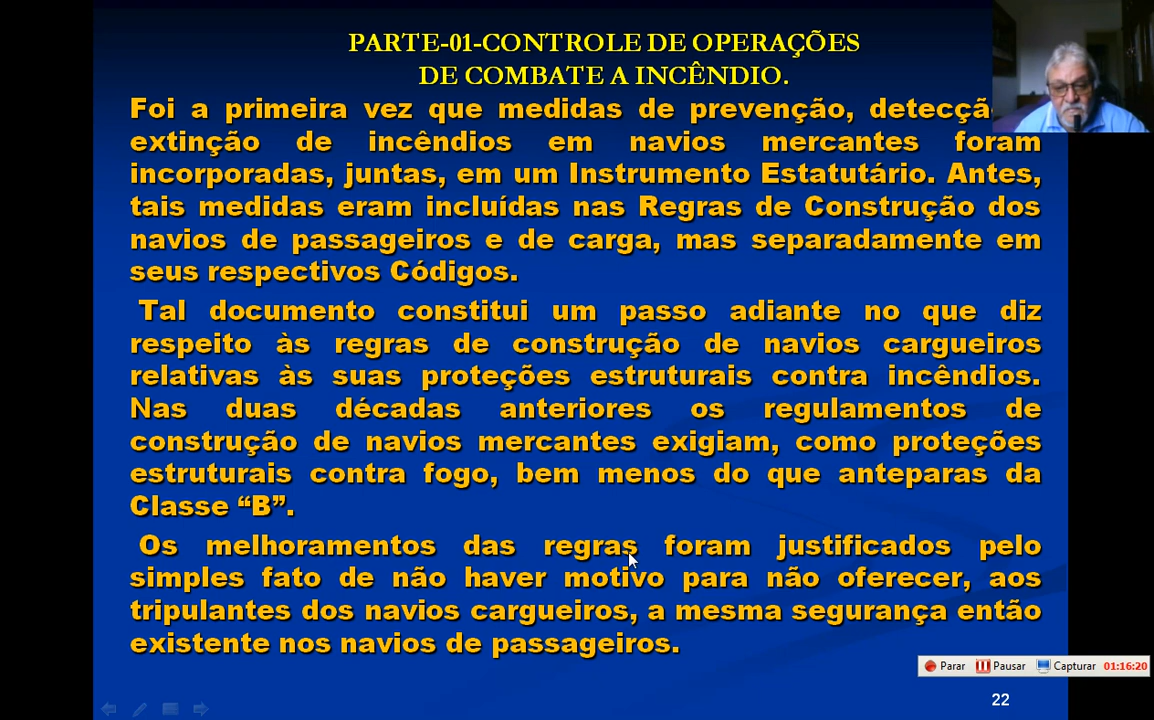 PARTE-01-CONTROLE DE OPERAÇÕES
DE COMBATE A INCÊNDIO.
Foi a primeira vez que medidas de prevenção,
extinção de incêndios em navios mercantes foram
incorporadas, juntas, em um Instrumento Estatutário. Antes,
tais medidas eram incluídas nas Regras de Construção dos
navios de passageiros e de carga, mas separadamente em
seus respectivos Códigos.
Tal documento constitui um passo adiante no que diz
respeito às regras de construção de navios cargueiros
relativas às suas proteções estruturais contra incêndios.
Nas duas décadas anteriores os regulamentos de
construção de navios mercantes exigiam, como proteções
estruturais contra fogo, bem menos do que anteparas da
Classe “B”.
Os melhoramentos das regras foram justificados pelo
simples fato de não haver motivo para não oferecer, aos
tripulantes dos navios cargueiros, a mesma segurança então
existente nos navios de passageiros.
Parar Pausar Capturar 01:16:20
22